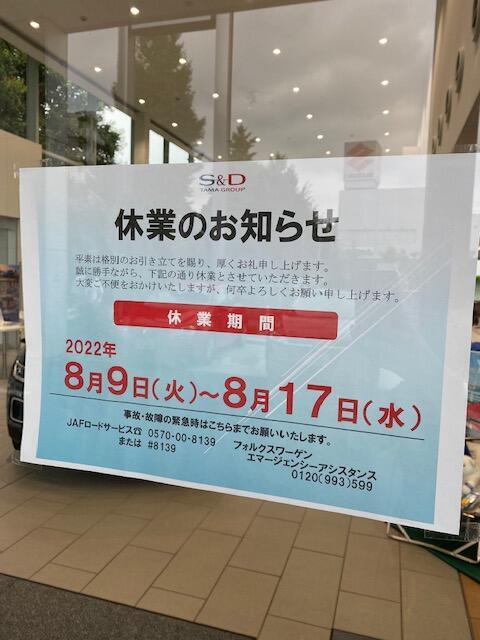 S&D
TAMA GROUP
休業のお知らせ
平素は格別のお引き立てを賜り、厚くお礼申し上げます。
誠に勝手ながら、下記の通り休業とさせていただきます。
大変ご不便をおかけいたしますが、何卒よろしくお願い申し上げます。
休業期間
2022年
8月9日(火)～8月17日(水)
事故・故障の緊急時はこちらまでお願いいたします。
JAFロードサービス☎ 0570-00-8139
または #8139
フォルクスワーゲン
エマージェンシーアシスタンス
0120(993)599